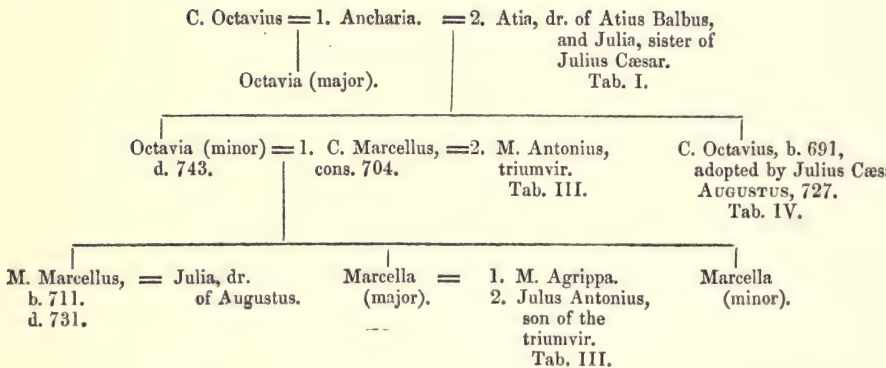 C. Octavius = 1. Ancharia. = 2. Atia, dr. of Atius Balbus,
and Julia, sister of
Julius Cæsar.
Octavia (major). Tab. I.
Octavia (minor) = 1. C. Marcellus, = 2. M. Antonius, C. Octavius, b. 691,
d. 743. cons. 704. triumvir. adopted by Julius Cæs
Tab. III. AUGUSTUS, 727.
Tab. IV.
M. Marcellus, = Julia, dr. Marcella = 1. M. Agrippa. Marcella
b. 711. of Augustus. (major). 2. Julus Antonius, (minor).
d. 731. son of the
triumvir.
Tab. III.